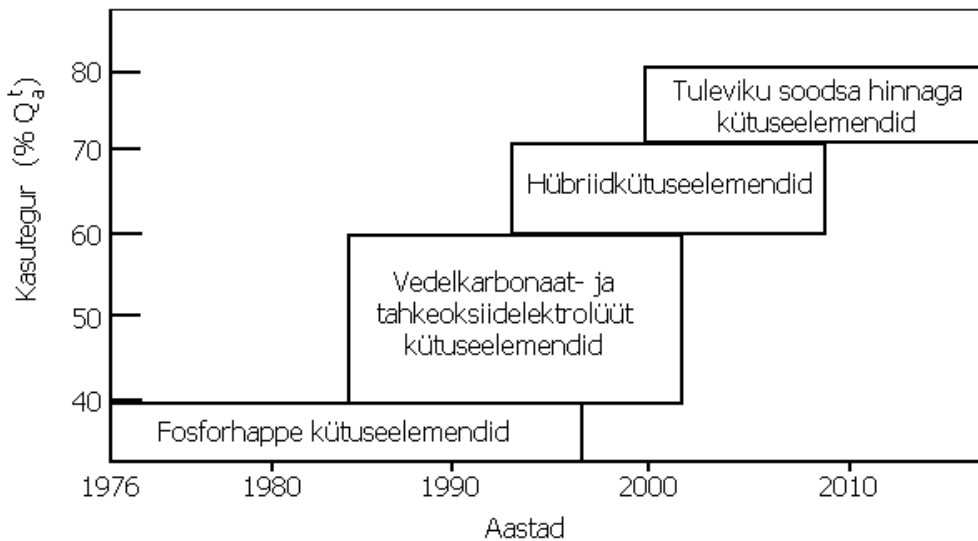 80
70
60
50
40
Kasutegur (% Qₐᵗ)
Tuleviku soodsa hinnaga
kütuseelemendid
Hübriidkütuseelemendid
Vedelkarbonaat- ja
tahkeoksiidelektrolüüt
kütuseelemendid
Fosforhappe kütuseelemendid
1976
1980
1990
2000
2010
Aastad